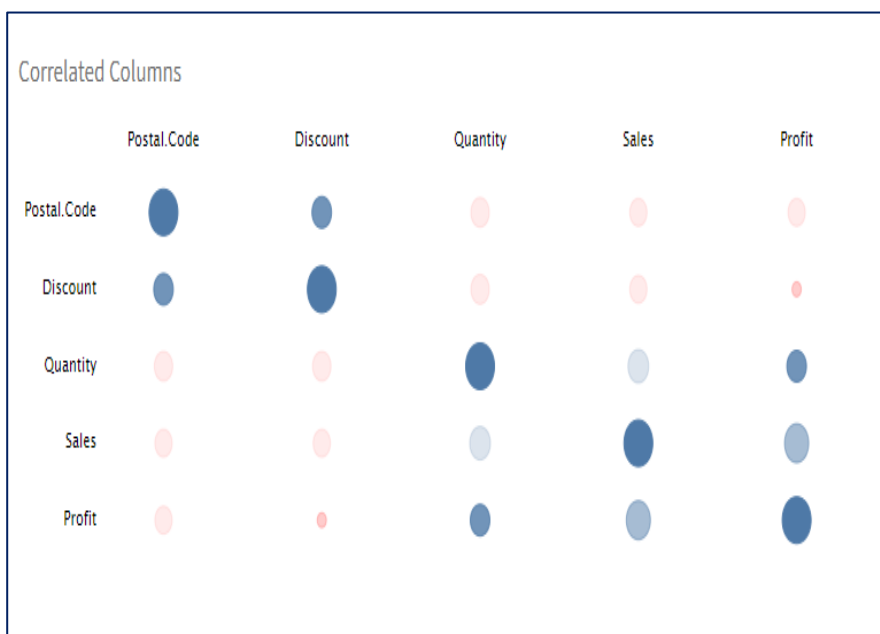 Correlated Columns
Postal.Code Discount Quantity Sales Profit
Postal.Code
Discount
Quantity
Sales
Profit